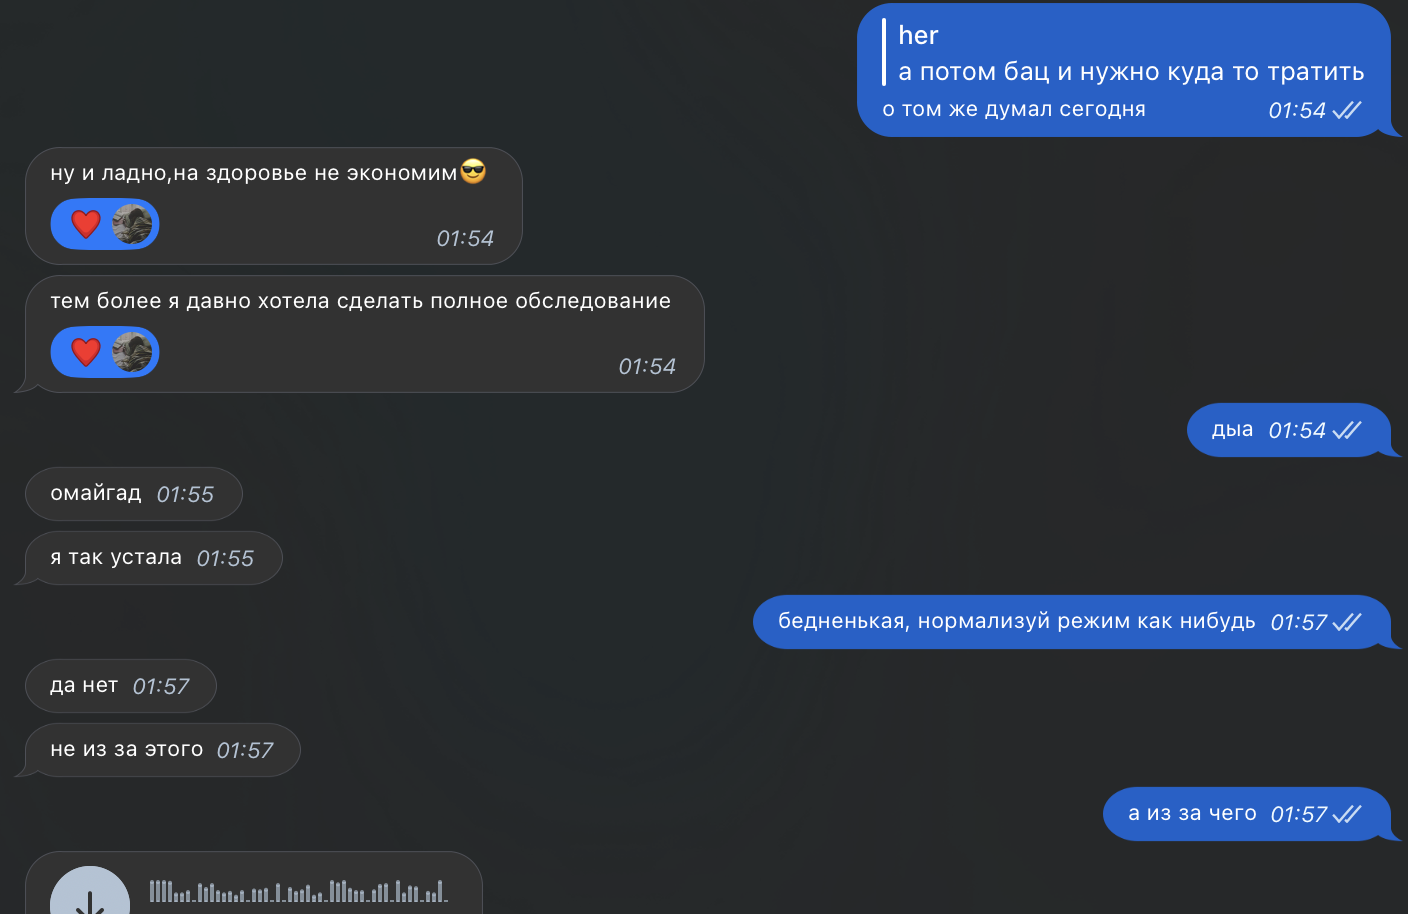 her
а потом бац и нужно куда то тратить
о том же думал сегодня 01:54
ну и ладно,на здоровье не экономим😎
01:54
тем более я давно хотела сделать полное обследование
01:54
дыа 01:54
омайгад 01:55
я так устала 01:55
бедненькая, нормализуй режим как нибудь 01:57
да нет 01:57
не из за этого 01:57
а из за чего 01:57